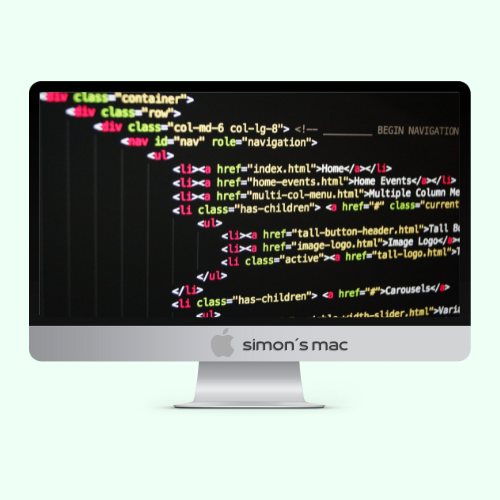 <div class="container">
<div class="row">
<div class="col-md-6 col-lg-8"> <!-- __________ BEGIN NAVIGATION
<nav id="nav" role="navigation">
<ul>
<li><a href="index.html">Home</a></li>
<li><a href="home-events.html">Home Events</a></li>
<li><a href="multi-col-menu.html">Multiple Column Me
<li class="has-children"> <a href="#" class="current
<ul>
<li><a href="tall-button-header.html">Tall Bu
<li><a href="image-logo.html">Image Logo</a><
<li class="active"><a href="tall-logo.html">T
</ul>
</li>
<li class="has-children"> <a href="#">Carousels</a>
<ul>
width-slider.html">Varia
simon´s mac